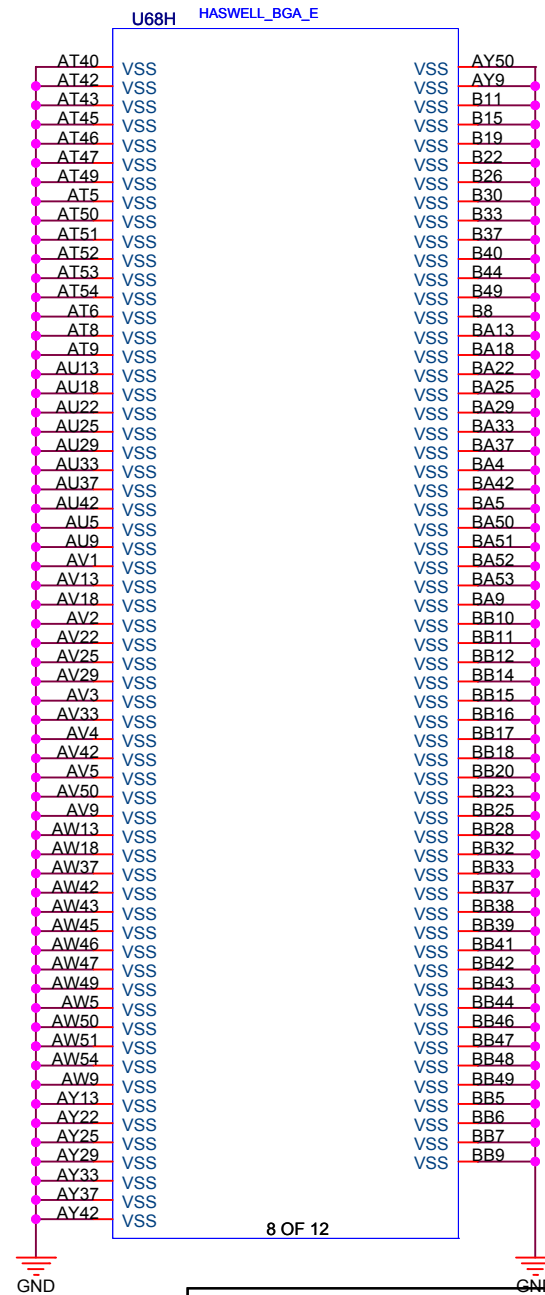 U68H HASWELL_BGA_E
AT40 VSS VSS AY50
AT42 VSS VSS AY9
AT43 VSS VSS B11
AT45 VSS VSS B15
AT46 VSS VSS B19
AT47 VSS VSS B22
AT49 VSS VSS B26
AT5 VSS VSS B30
AT50 VSS VSS B33
AT51 VSS VSS B37
AT52 VSS VSS B40
AT53 VSS VSS B44
AT54 VSS VSS B49
AT6 VSS VSS B8
AT8 VSS VSS BA13
AT9 VSS VSS BA18
AU13 VSS VSS BA22
AU18 VSS VSS BA25
AU22 VSS VSS BA29
AU25 VSS VSS BA33
AU29 VSS VSS BA37
AU33 VSS VSS BA4
AU37 VSS VSS BA42
AU42 VSS VSS BA5
AU5 VSS VSS BA50
AU9 VSS VSS BA51
AV1 VSS VSS BA52
AV13 VSS VSS BA53
AV18 VSS VSS BA9
AV2 VSS VSS BB10
AV22 VSS VSS BB11
AV25 VSS VSS BB12
AV29 VSS VSS BB14
AV3 VSS VSS BB15
AV33 VSS VSS BB16
AV4 VSS VSS BB17
AV42 VSS VSS BB18
AV5 VSS VSS BB20
AV50 VSS VSS BB23
AV9 VSS VSS BB25
AW13 VSS VSS BB28
AW18 VSS VSS BB32
AW37 VSS VSS BB33
AW42 VSS VSS BB37
AW43 VSS VSS BB38
AW45 VSS VSS BB39
AW46 VSS VSS BB41
AW47 VSS VSS BB42
AW49 VSS VSS BB43
AW5 VSS VSS BB44
AW50 VSS VSS BB46
AW51 VSS VSS BB47
AW54 VSS VSS BB48
AW9 VSS VSS BB49
AY13 VSS VSS BB5
AY22 VSS VSS BB6
AY25 VSS VSS BB7
AY29 VSS VSS BB9
AY33 VSS
AY37 VSS
AY42 VSS
8 OF 12
GND GND